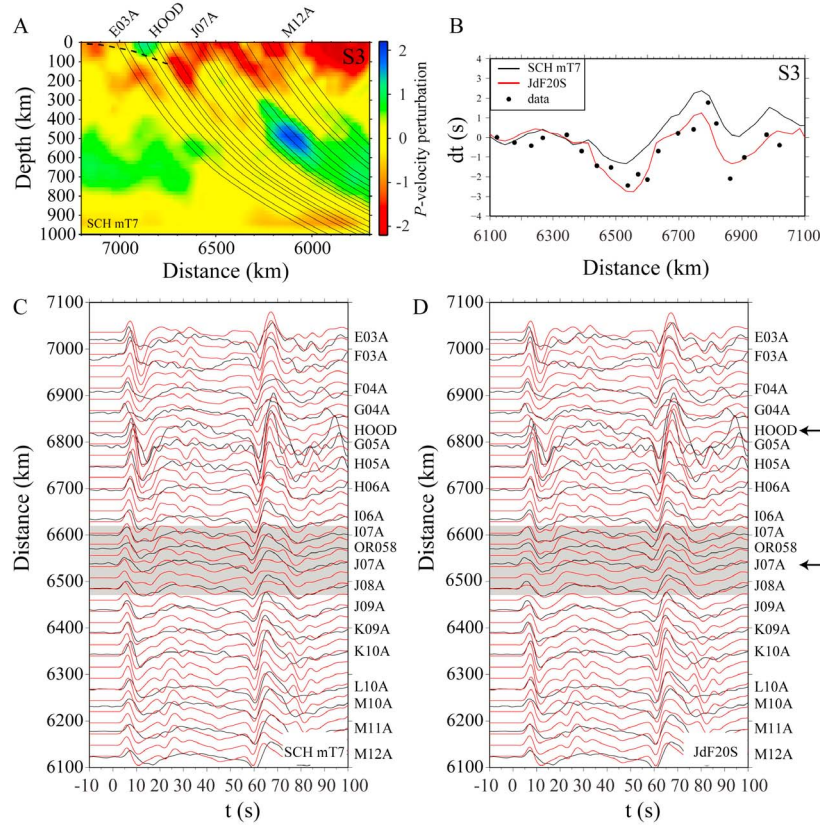 A
E03A
HOOD
J07A
M12A
S3
0
100
200
300
400
500
600
700
800
900
1000
Depth (km)
SCH mT7
7000
6500
6000
Distance (km)
2
1
0
-1
-2
P-velocity perturbation
B
SCH mT7
JdF20S
data
S3
4
3
2
1
0
-1
-2
-3
-4
dt (s)
6100
6300
6500
6700
6900
7100
Distance (km)
C
7100
7000
6900
6800
6700
6600
6500
6400
6300
6200
6100
Distance (km)
E03A
F03A
F04A
G04A
HOOD
G05A
H05A
H06A
I06A
I07A
OR058
J07A
J08A
J09A
K09A
K10A
L10A
M10A
M11A
M12A
SCH mT7
-10 0 10 20 30 40 50 60 70 80 90 100
t (s)
D
7100
7000
6900
6800
6700
6600
6500
6400
6300
6200
6100
Distance (km)
E03A
F03A
F04A
G04A
HOOD
G05A
H05A
H06A
I06A
I07A
OR058
J07A
J08A
J09A
K09A
K10A
L10A
M10A
M11A
M12A
JdF20S
-10 0 10 20 30 40 50 60 70 80 90 100
t (s)